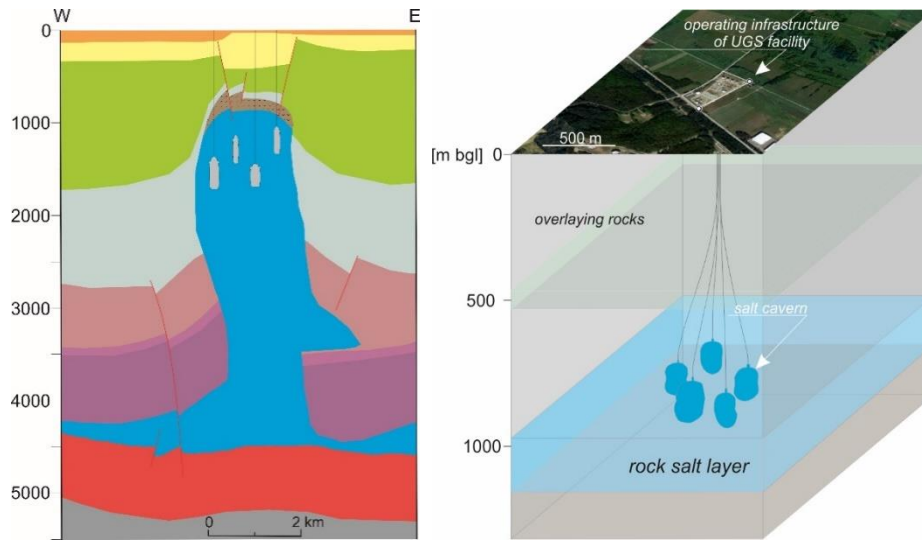 W
E
0
1000
2000
3000
4000
5000
0
2 km
operating infrastructure
of UGS facility
500 m
[m bgl]
0
overlaying rocks
500
salt cavern
1000
rock salt layer